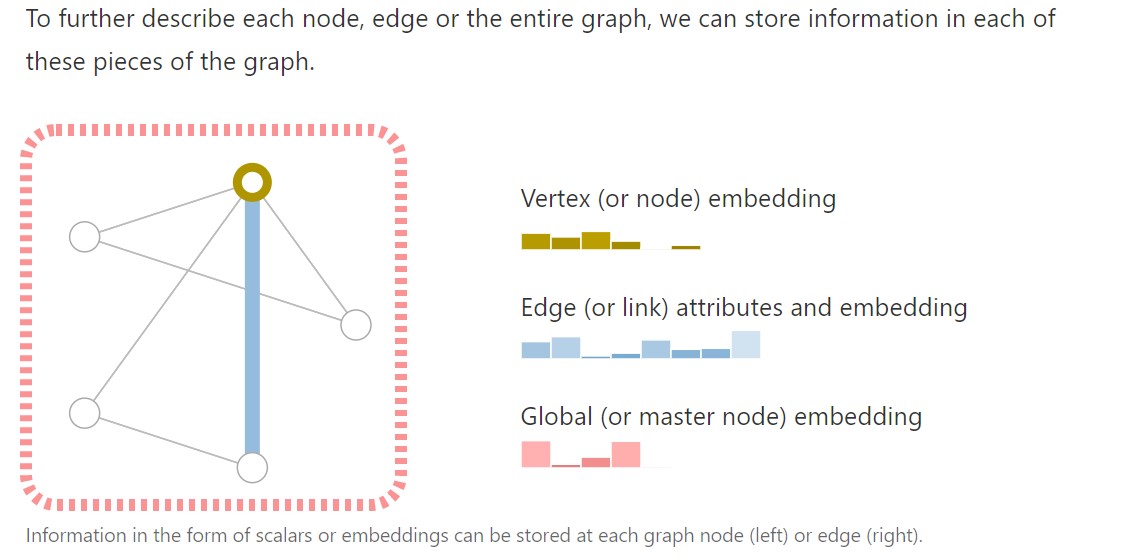 To further describe each node, edge or the entire graph, we can store information in each of
these pieces of the graph.
Vertex (or node) embedding
Edge (or link) attributes and embedding
Global (or master node) embedding
Information in the form of scalars or embeddings can be stored at each graph node (left) or edge (right).